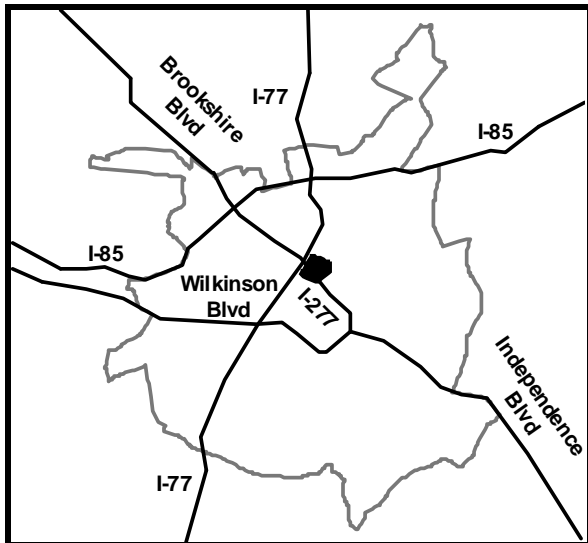 Brookshire
Blvd
I-77
I-85
I-85
Wilkinson
Blvd
I-277
Independence
Blvd
I-77